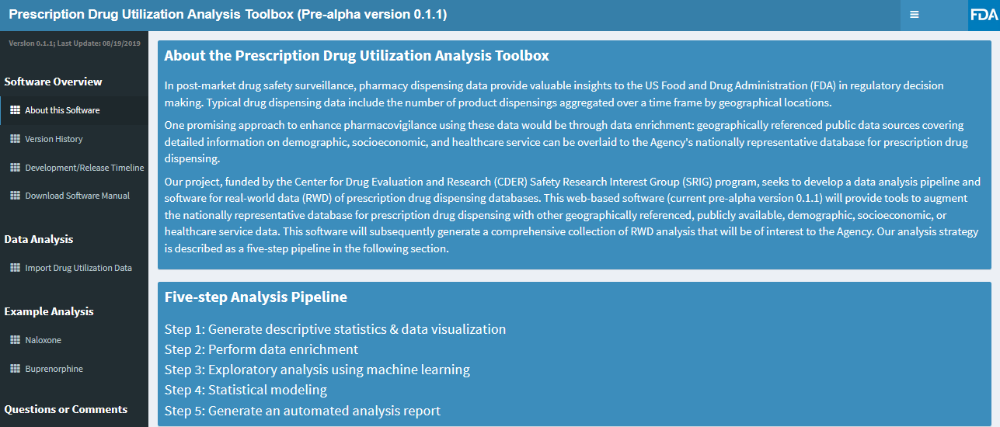 Prescription Drug Utilization Analysis Toolbox (Pre-alpha version 0.1.1)
FDA
Version 0.1.1; Last Update: 08/19/2019
Software Overview
About this Software
Version History
Development/Release Timeline
Download Software Manual
Data Analysis
Import Drug Utilization Data
Example Analysis
Naloxone
Buprenorphine
Questions or Comments
About the Prescription Drug Utilization Analysis Toolbox
In post-market drug safety surveillance, pharmacy dispensing data provide valuable insights to the US Food and Drug Administration (FDA) in regulatory decision
making. Typical drug dispensing data include the number of product dispensings aggregated over a time frame by geographical locations.
One promising approach to enhance pharmacovigilance using these data would be through data enrichment: geographically referenced public data sources covering
detailed information on demographic, socioeconomic, and healthcare service can be overlaid to the Agency's nationally representative database for prescription drug
dispensing.
Our project, funded by the Center for Drug Evaluation and Research (CDER) Safety Research Interest Group (SRIG) program, seeks to develop a data analysis pipeline and
software for real-world data (RWD) of prescription drug dispensing databases. This web-based software (current pre-alpha version 0.1.1) will provide tools to augment
the nationally representative database for prescription drug dispensing with other geographically referenced, publicly available, demographic, socioeconomic, or
healthcare service data. This software will subsequently generate a comprehensive collection of RWD analysis that will be of interest to the Agency. Our analysis strategy
is described as a five-step pipeline in the following section.
Five-step Analysis Pipeline
Step 1: Generate descriptive statistics & data visualization
Step 2: Perform data enrichment
Step 3: Exploratory analysis using machine learning
Step 4: Statistical modeling
Step 5: Generate an automated analysis report